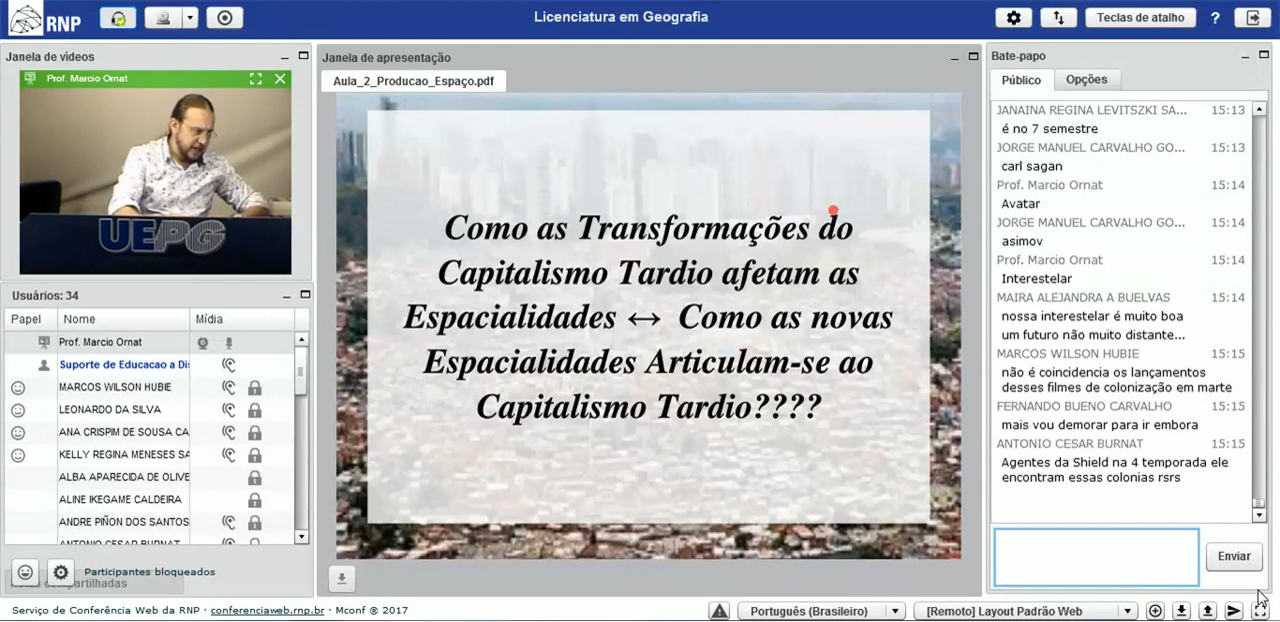 RNP
Licenciatura em Geografia
Teclas de atalho
?
Janela de vídeos
Prof. Marcio Ornat
UEPG
Usuários: 34
Papel Nome Mídia
Prof. Marcio Ornat
Suporte de Educacao a Di
MARCOS WILSON HUBIE
LEONARDO DA SILVA
ANA CRISPIM DE SOUSA CA
KELLY REGINA MENESES SA
ALBA APARECIDA DE OLIVE
ALINE IKEGAME CALDEIRA
ANDRE PIÑON DOS SANTOS
ANTONIO CESAR BURNAT
Participantes bloqueados
Janela de apresentação
Aula_2_Producao_Espaço.pdf
Como as Transformações do
Capitalismo Tardio afetam as
Espacialidades ↔ Como as novas
Espacialidades Articulam-se ao
Capitalismo Tardio????
Bate-papo
Público Opções
JANAINA REGINA LEVITSZKI SA... 15:13
é no 7 semestre
JORGE MANUEL CARVALHO GO... 15:13
carl sagan
Prof. Marcio Ornat 15:14
Avatar
JORGE MANUEL CARVALHO GO... 15:14
asimov
Prof. Marcio Ornat 15:14
Interestelar
MAIRA ALEJANDRA A BUELVAS 15:14
nossa interestelar é muito boa
um futuro não muito distante...
MARCOS WILSON HUBIE 15:15
não é coincidencia os lançamentos
desses filmes de colonização em marte
FERNANDO BUENO CARVALHO 15:15
mais vou demorar para ir embora
ANTONIO CESAR BURNAT 15:15
Agentes da Shield na 4 temporada ele
encontram essas colonias rsrs
Enviar
Serviço de Conferência Web da RNP · conferenciaweb.rnp.br · Mconf ® 2017
Português (Brasileiro)
[Remoto] Layout Padrão Web